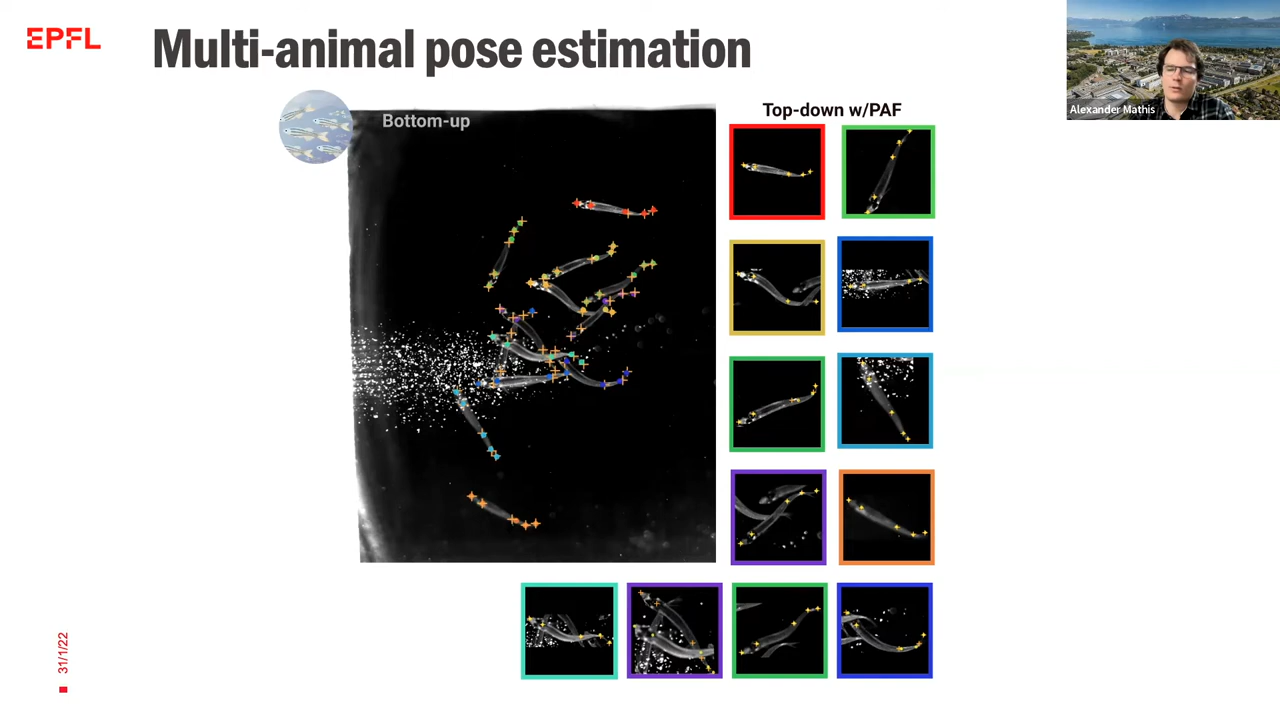 EPFL
Multi-animal pose estimation
Alexander Mathis
Bottom-up
Top-down w/PAF
31/1/22